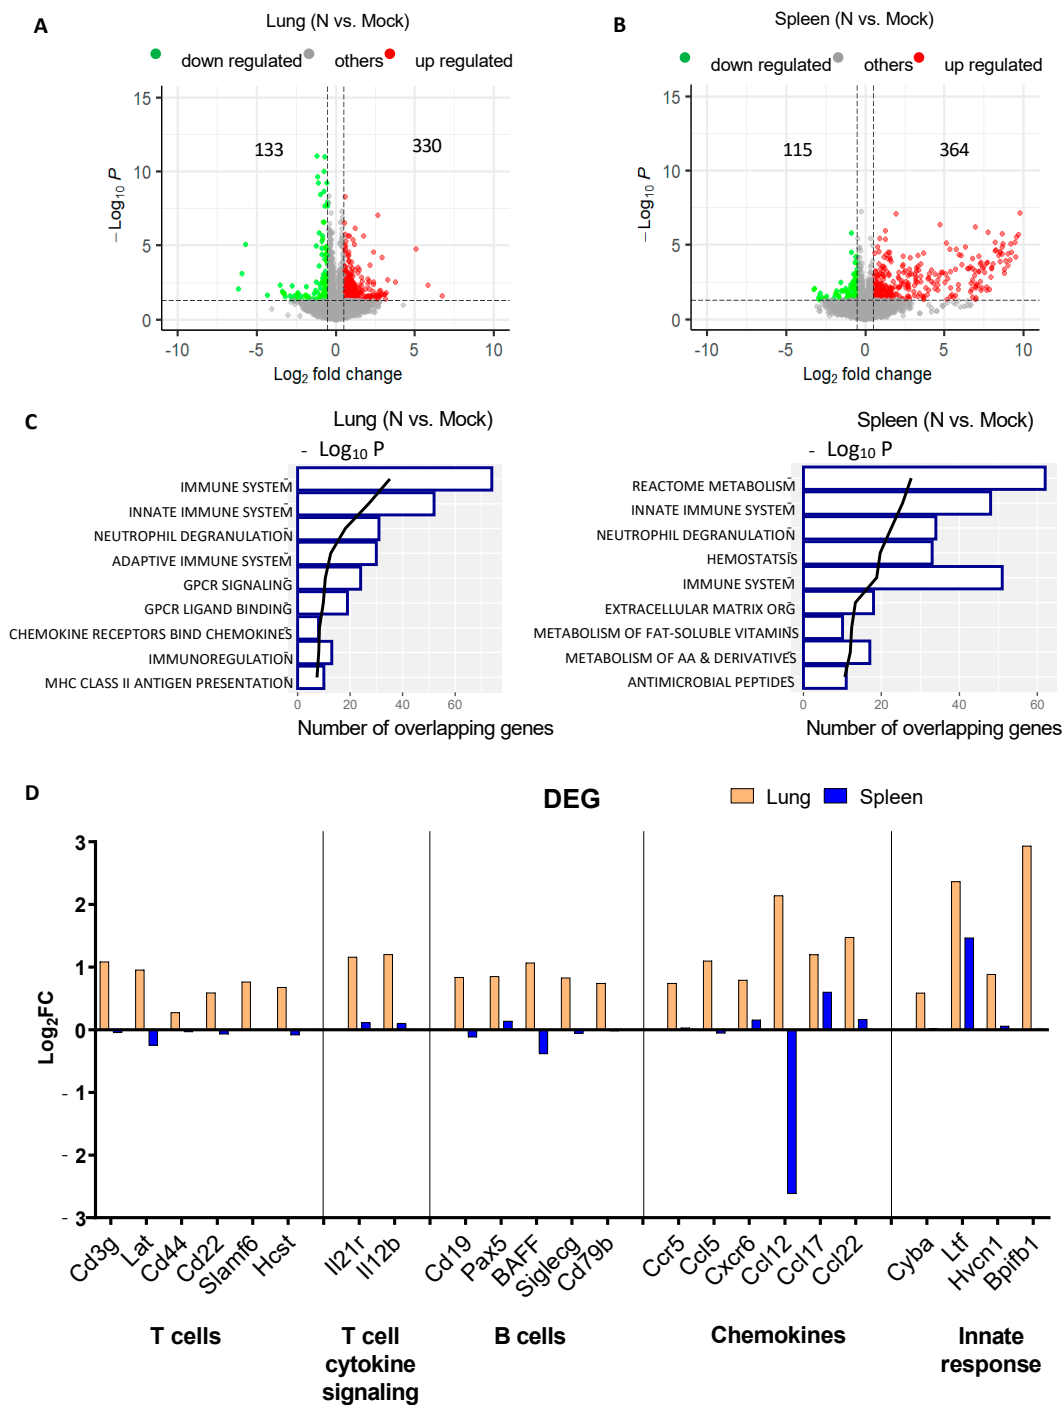 A
Lung (N vs. Mock)
down regulated others up regulated
15
10
5
0
133
330
– Log10 P
-10 -5 0 5 10
Log2 fold change
B
Spleen (N vs. Mock)
down regulated others up regulated
15
10
5
0
115
364
– Log10 P
-10 -5 0 5 10
Log2 fold change
C
Lung (N vs. Mock)
- Log10 P
IMMUNE SYSTEM
INNATE IMMUNE SYSTEM
NEUTROPHIL DEGRANULATION
ADAPTIVE IMMUNE SYSTEM
GPCR SIGNALING
GPCR LIGAND BINDING
CHEMOKINE RECEPTORS BIND CHEMOKINES
IMMUNOREGULATION
MHC CLASS II ANTIGEN PRESENTATION
0 20 40 60
Number of overlapping genes
Spleen (N vs. Mock)
- Log10 P
REACTOME METABOLISM
INNATE IMMUNE SYSTEM
NEUTROPHIL DEGRANULATION
HEMOSTATSIS
IMMUNE SYSTEM
EXTRACELLULAR MATRIX ORG
METABOLISM OF FAT-SOLUBLE VITAMINS
METABOLISM OF AA & DERIVATIVES
ANTIMICROBIAL PEPTIDES
0 20 40 60
Number of overlapping genes
D
DEG
Lung Spleen
3
2
1
0
- 1
- 2
- 3
Log2FC
Cd3g Lat Cd44 Cd22 Slamf6 Hcst Il21r Il12b Cd19 Pax5 BAFF Siglecg Cd79b Ccr5 Ccl5 Cxcr6 Ccl12 Ccl17 Ccl22 Cyba Ltf Hvcn1 Bpifb1
T cells
T cell
cytokine
signaling
B cells
Chemokines
Innate
response